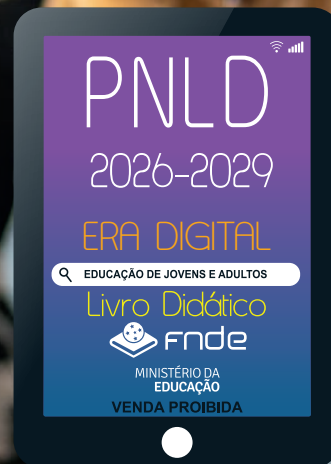 PNLD
2026-2029
ERA DIGITAL
EDUCAÇÃO DE JOVENS E ADULTOS
Livro Didático
FNDE
MINISTÉRIO DA
EDUCAÇÃO
VENDA PROIBIDA